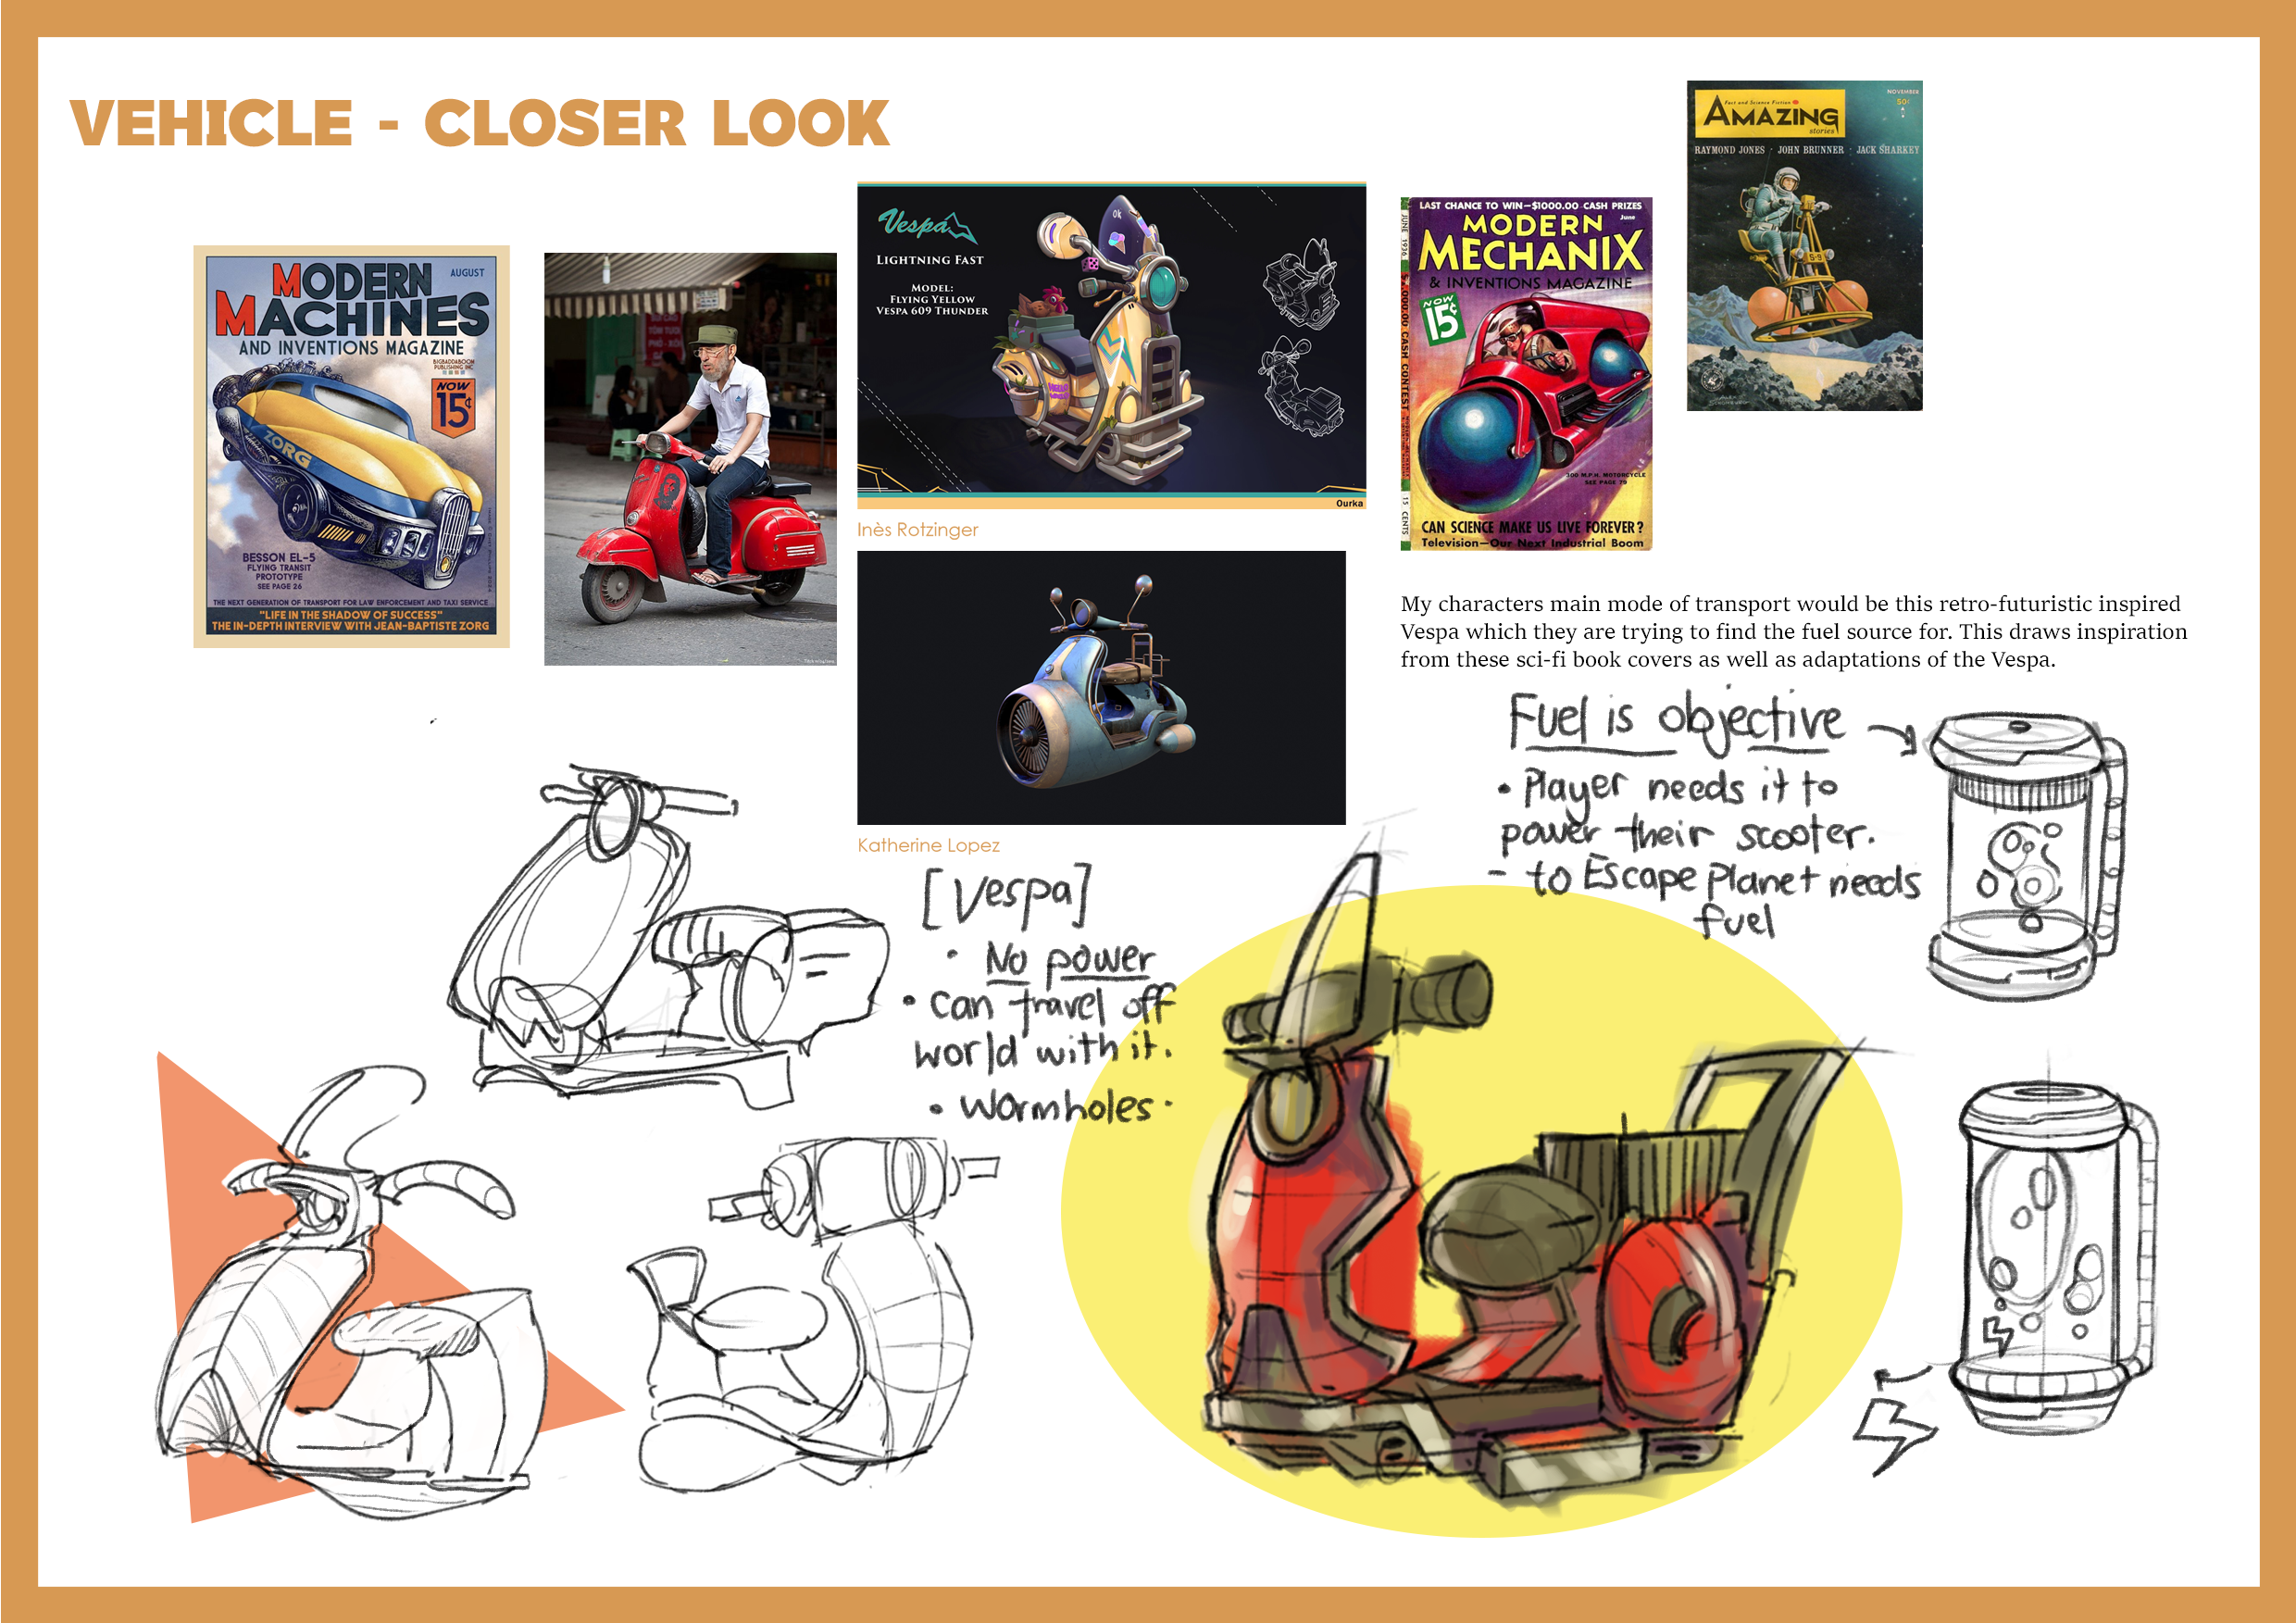 VEHICLE - CLOSER LOOK
MODERN
MACHINES
AUGUST
AND INVENTIONS MAGAZINE
BIGBADDABOOM
PUBLISHING INC
NOW
15¢
ZORG
BESSON EL-5
FLYING TRANSIT
PROTOTYPE
SEE PAGE 26
THE NEXT GENERATION OF TRANSPORT FOR LAW ENFORCEMENT AND TAXI SERVICE
"LIFE IN THE SHADOW OF SUCCESS"
THE IN-DEPTH INTERVIEW WITH JEAN-BAPTISTE ZORG
Vespa
LIGHTNING FAST
MODEL:
FLYING YELLOW
VESPA 609 THUNDER
Ok
Ourka
Inès Rotzinger
Katherine Lopez
LAST CHANCE TO WIN—$1000.00 CASH PRIZES
June
MODERN
MECHANIX
& INVENTIONS MAGAZINE
NOW
15¢
JUNE 1936
CASH CONTEST
15 CENTS
300 M.P.H. MOTORCYCLE
SEE PAGE 70
CAN SCIENCE MAKE US LIVE FOREVER?
Television—Our Next Industrial Boom
NOVEMBER
50¢
Fact and Science Fiction
AMAZING
stories
RAYMOND JONES · JOHN BRUNNER · JACK SHARKEY
S-9
My characters main mode of transport would be this retro-futuristic inspired
Vespa which they are trying to find the fuel source for. This draws inspiration
from these sci-fi book covers as well as adaptations of the Vespa.
Fuel is objective
• Player needs it to
power their scooter.
- to Escape Planet needs
fuel
[Vespa]
• No power
• can travel off
world with it.
• Wormholes •